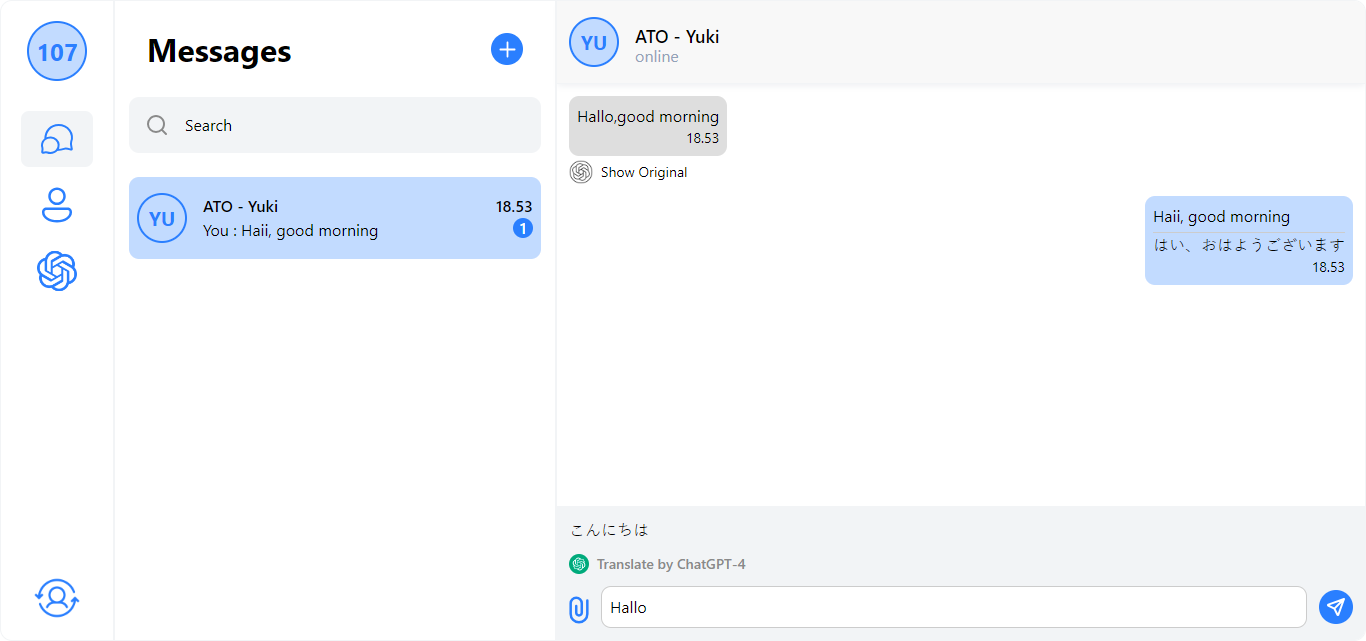 107
Messages
Search
YU
ATO - Yuki
18.53
You : Haii, good morning
1
YU
ATO - Yuki
online
Hallo,good morning
18.53
Show Original
Haii, good morning
はい、おはようございます
18.53
こんにちは
Translate by ChatGPT-4
Hallo